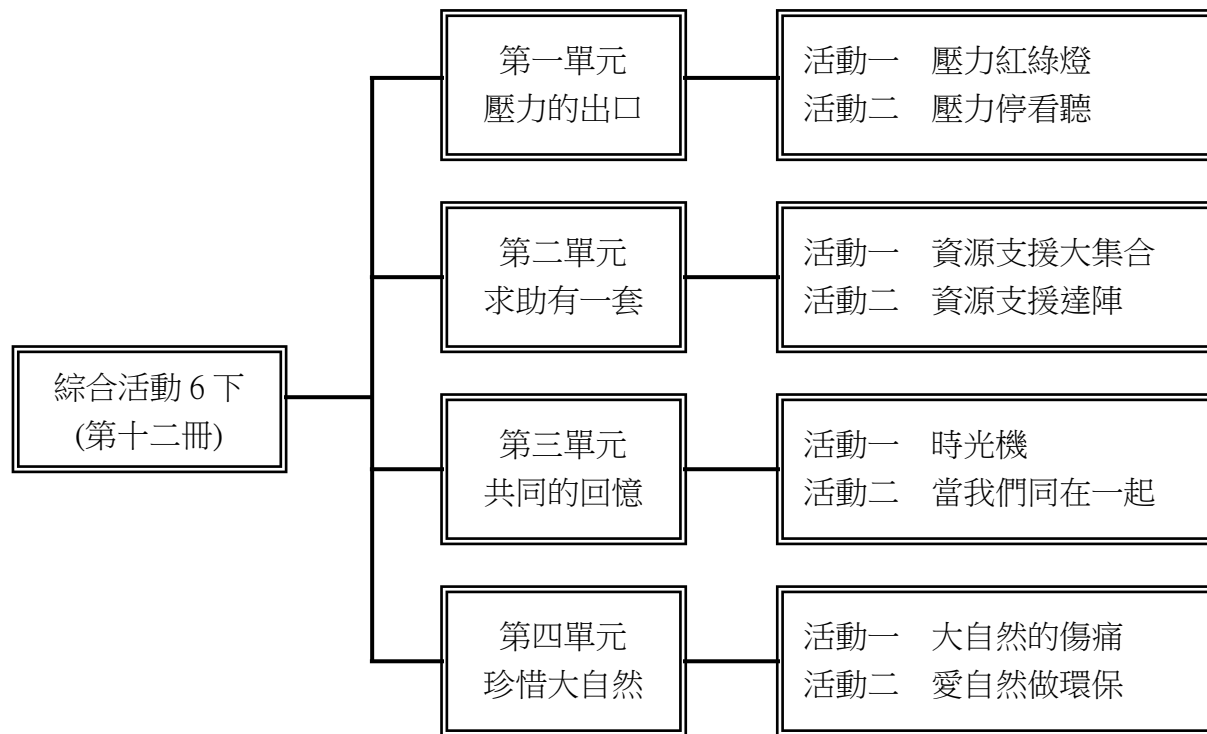 綜合活動 6 下
(第十二冊)
第一單元
壓力的出口
活動一　壓力紅綠燈
活動二　壓力停看聽
第二單元
求助有一套
活動一　資源支援大集合
活動二　資源支援達陣
第三單元
共同的回憶
活動一　時光機
活動二　當我們同在一起
第四單元
珍惜大自然
活動一　大自然的傷痛
活動二　愛自然做環保